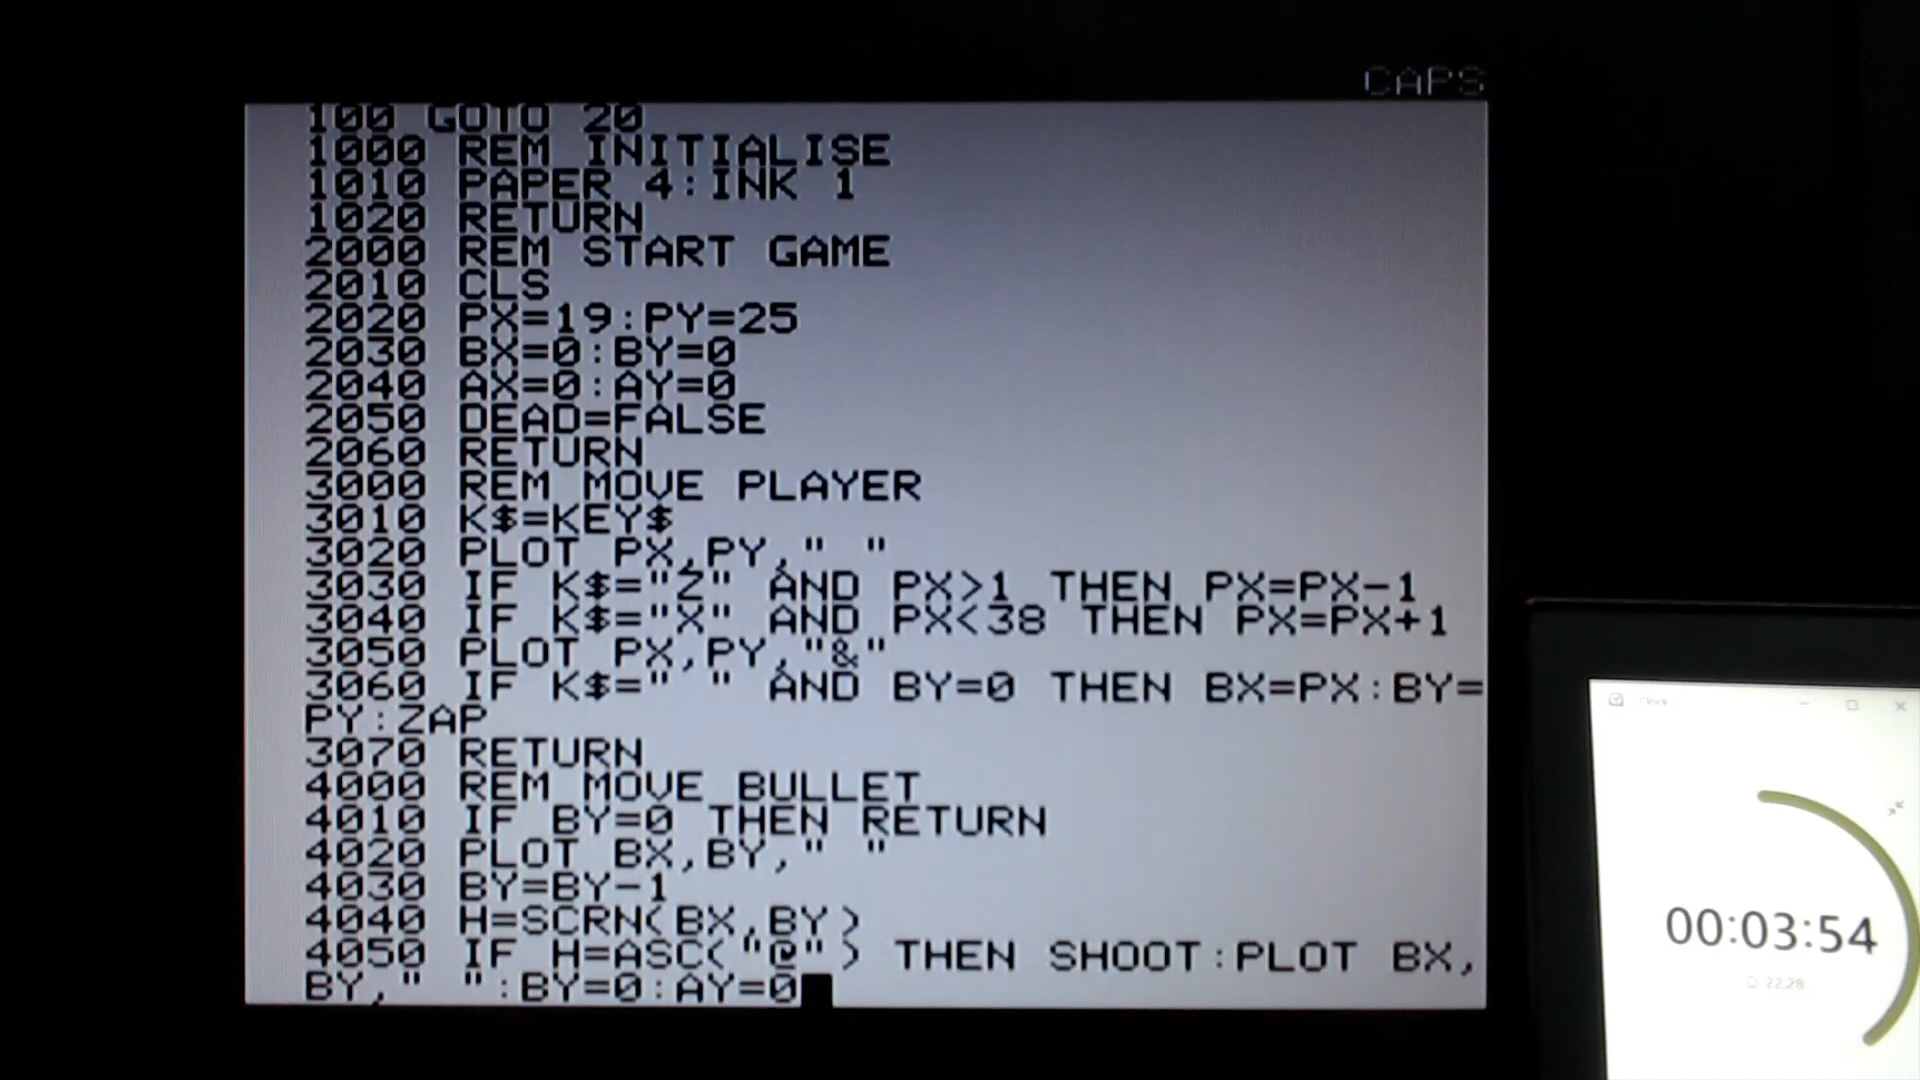 CAPS
100 GOTO 20
1000 REM INITIALISE
1010 PAPER 4:INK 1
1020 RETURN
2000 REM START GAME
2010 CLS
2020 PX=19:PY=25
2030 BX=0:BY=0
2040 AX=0:AY=0
2050 DEAD=FALSE
2060 RETURN
3000 REM MOVE PLAYER
3010 K$=KEY$
3020 PLOT PX,PY," "
3030 IF K$="Z" AND PX>1 THEN PX=PX-1
3040 IF K$="X" AND PX<38 THEN PX=PX+1
3050 PLOT PX,PY,"&"
3060 IF K$=" " AND BY=0 THEN BX=PX:BY=
PY:ZAP
3070 RETURN
4000 REM MOVE BULLET
4010 IF BY=0 THEN RETURN
4020 PLOT BX,BY," "
4030 BY=BY-1
4040 H=SCRN(BX,BY)
4050 IF H=ASC("@") THEN SHOOT:PLOT BX,
BY," ":BY=0:AY=0
Clock
00:03:54
22:28